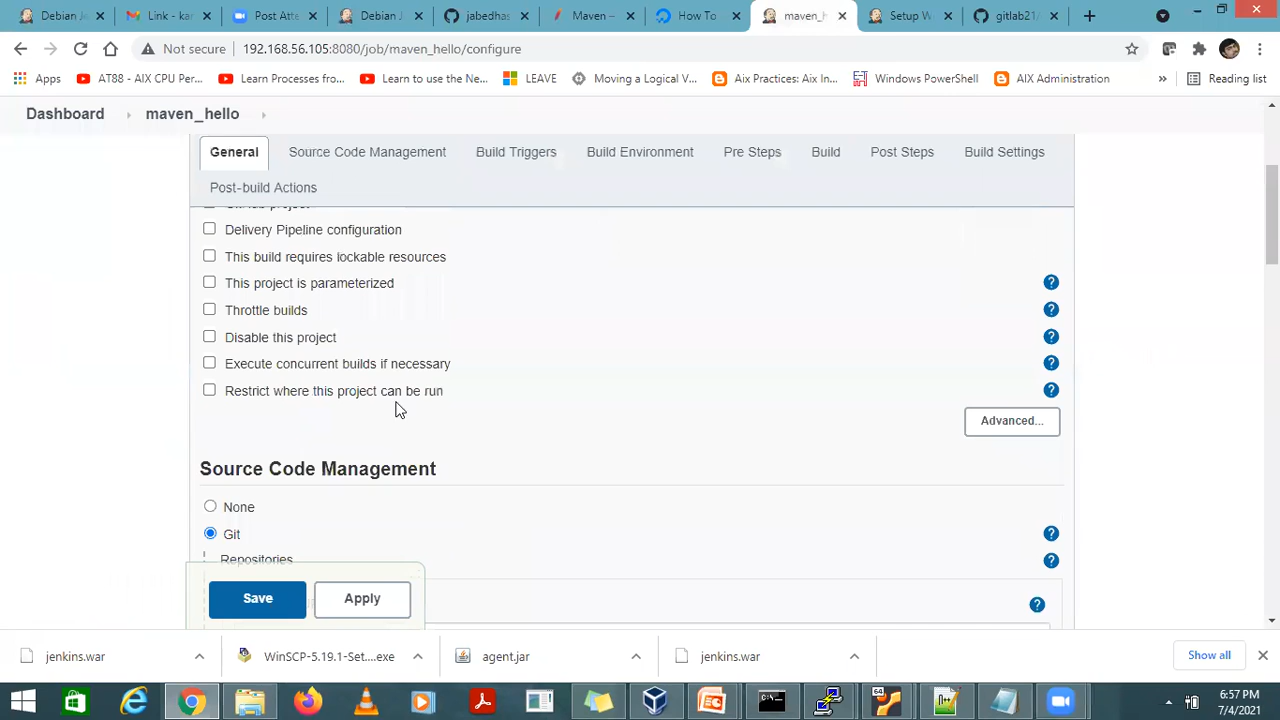 Debian Je
Link - kar
Post Atte
Debian J
jabedhas
Maven –
How To
maven_h
Setup W
gitlab21/
Not secure
192.168.56.105:8080/job/maven_hello/configure
Apps
AT88 - AIX CPU Per...
Learn Processes fro...
Learn to use the Ne...
LEAVE
Moving a Logical V...
Aix Practices: Aix In...
Windows PowerShell
AIX Administration
»
Reading list
Dashboard
maven_hello
General
Source Code Management
Build Triggers
Build Environment
Pre Steps
Build
Post Steps
Build Settings
Post-build Actions
Delivery Pipeline configuration
This build requires lockable resources
This project is parameterized
Throttle builds
Disable this project
Execute concurrent builds if necessary
Restrict where this project can be run
Advanced...
Source Code Management
None
Git
Repositories
Save
Apply
jenkins.war
WinSCP-5.19.1-Set....exe
agent.jar
jenkins.war
Show all
6:57 PM
7/4/2021